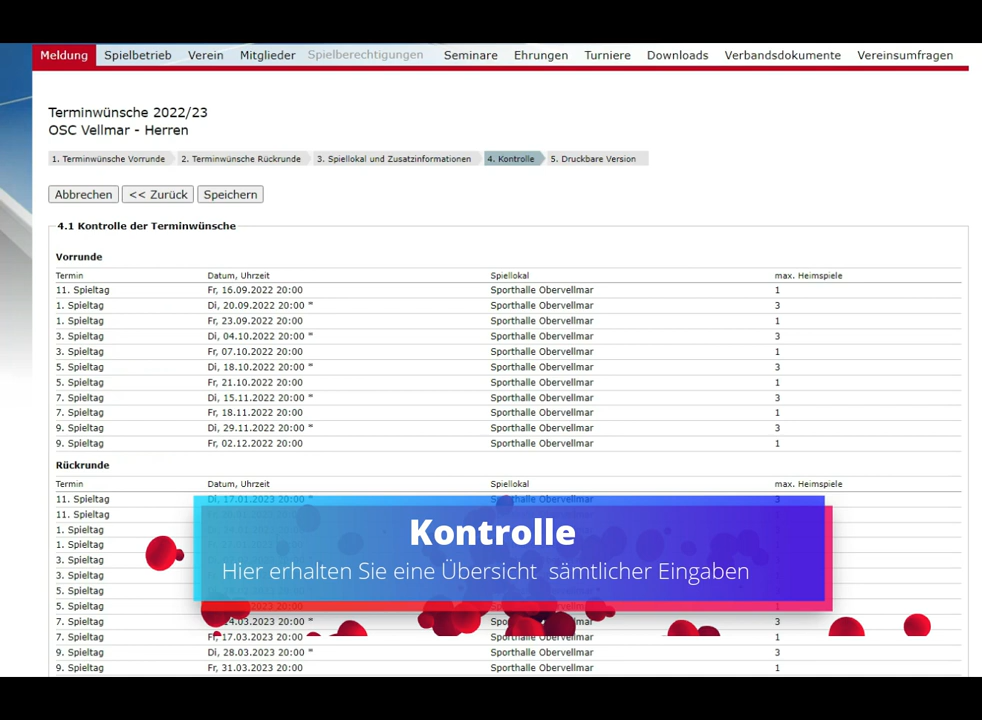 Meldung Spielbetrieb Verein Mitglieder Spielberechtigungen Seminare Ehrungen Turniere Downloads Verbandsdokumente Vereinsumfragen
Terminwünsche 2022/23
OSC Vellmar - Herren
1. Terminwünsche Vorrunde 2. Terminwünsche Rückrunde 3. Spiellokal und Zusatzinformationen 4. Kontrolle 5. Druckbare Version
Abbrechen << Zurück Speichern
4.1 Kontrolle der Terminwünsche
Vorrunde
Termin Datum, Uhrzeit Spiellokal max. Heimspiele
11. Spieltag Fr, 16.09.2022 20:00 Sporthalle Obervellmar 1
1. Spieltag Di, 20.09.2022 20:00 * Sporthalle Obervellmar 3
1. Spieltag Fr, 23.09.2022 20:00 Sporthalle Obervellmar 1
3. Spieltag Di, 04.10.2022 20:00 * Sporthalle Obervellmar 3
3. Spieltag Fr, 07.10.2022 20:00 Sporthalle Obervellmar 1
5. Spieltag Di, 18.10.2022 20:00 * Sporthalle Obervellmar 3
5. Spieltag Fr, 21.10.2022 20:00 Sporthalle Obervellmar 1
7. Spieltag Di, 15.11.2022 20:00 * Sporthalle Obervellmar 3
7. Spieltag Fr, 18.11.2022 20:00 Sporthalle Obervellmar 1
9. Spieltag Di, 29.11.2022 20:00 * Sporthalle Obervellmar 3
9. Spieltag Fr, 02.12.2022 20:00 Sporthalle Obervellmar 1
Rückrunde
Termin Datum, Uhrzeit Spiellokal max. Heimspiele
11. Spieltag Di, 17.01.2023 20:00 * Sporthalle Obervellmar 3
11. Spieltag
1. Spieltag
1. Spieltag
3. Spieltag
3. Spieltag
5. Spieltag
5. Spieltag
Kontrolle
Hier erhalten Sie eine Übersicht sämtlicher Eingaben
7. Spieltag 3
7. Spieltag Fr, 17.03.2023 20:00 1
9. Spieltag Di, 28.03.2023 20:00 * Sporthalle Obervellmar 3
9. Spieltag Fr, 31.03.2023 20:00 Sporthalle Obervellmar 1